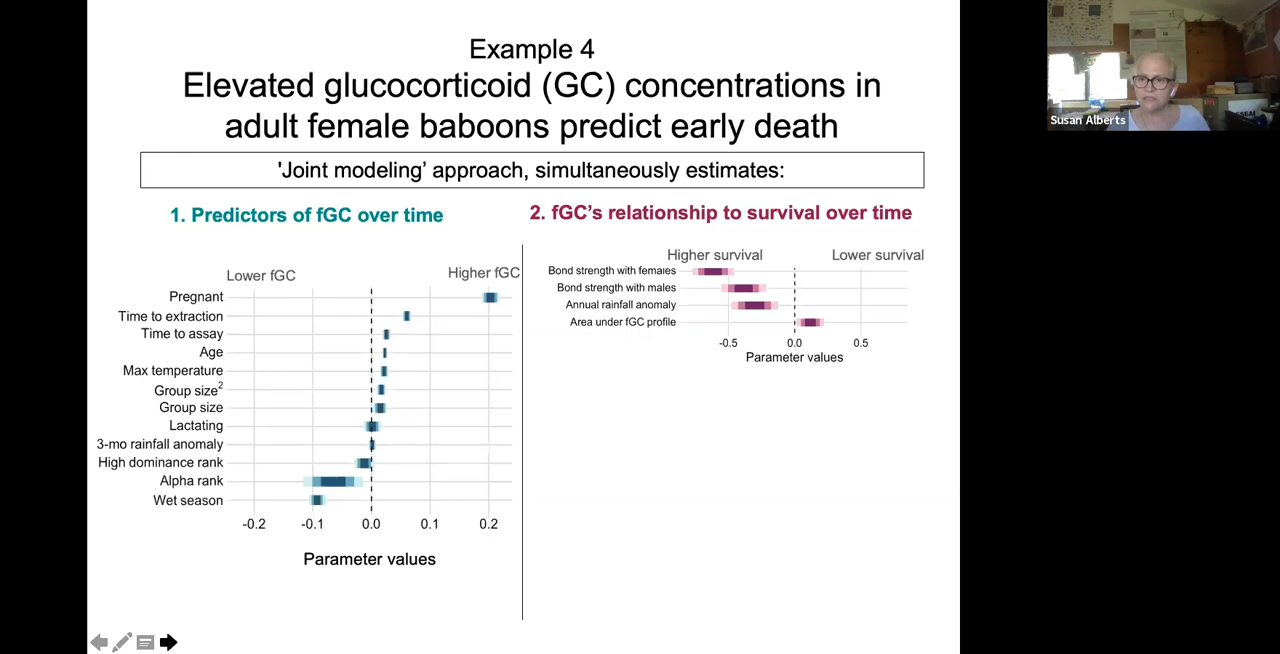 Example 4
Elevated glucocorticoid (GC) concentrations in
adult female baboons predict early death
'Joint modeling’ approach, simultaneously estimates:
1. Predictors of fGC over time
Lower fGC
Higher fGC
Pregnant
Time to extraction
Time to assay
Age
Max temperature
Group size²
Group size
Lactating
3-mo rainfall anomaly
High dominance rank
Alpha rank
Wet season
-0.2 -0.1 0.0 0.1 0.2
Parameter values
2. fGC’s relationship to survival over time
Higher survival
Lower survival
Bond strength with females
Bond strength with males
Annual rainfall anomaly
Area under fGC profile
-0.5 0.0 0.5
Parameter values
Susan Alberts